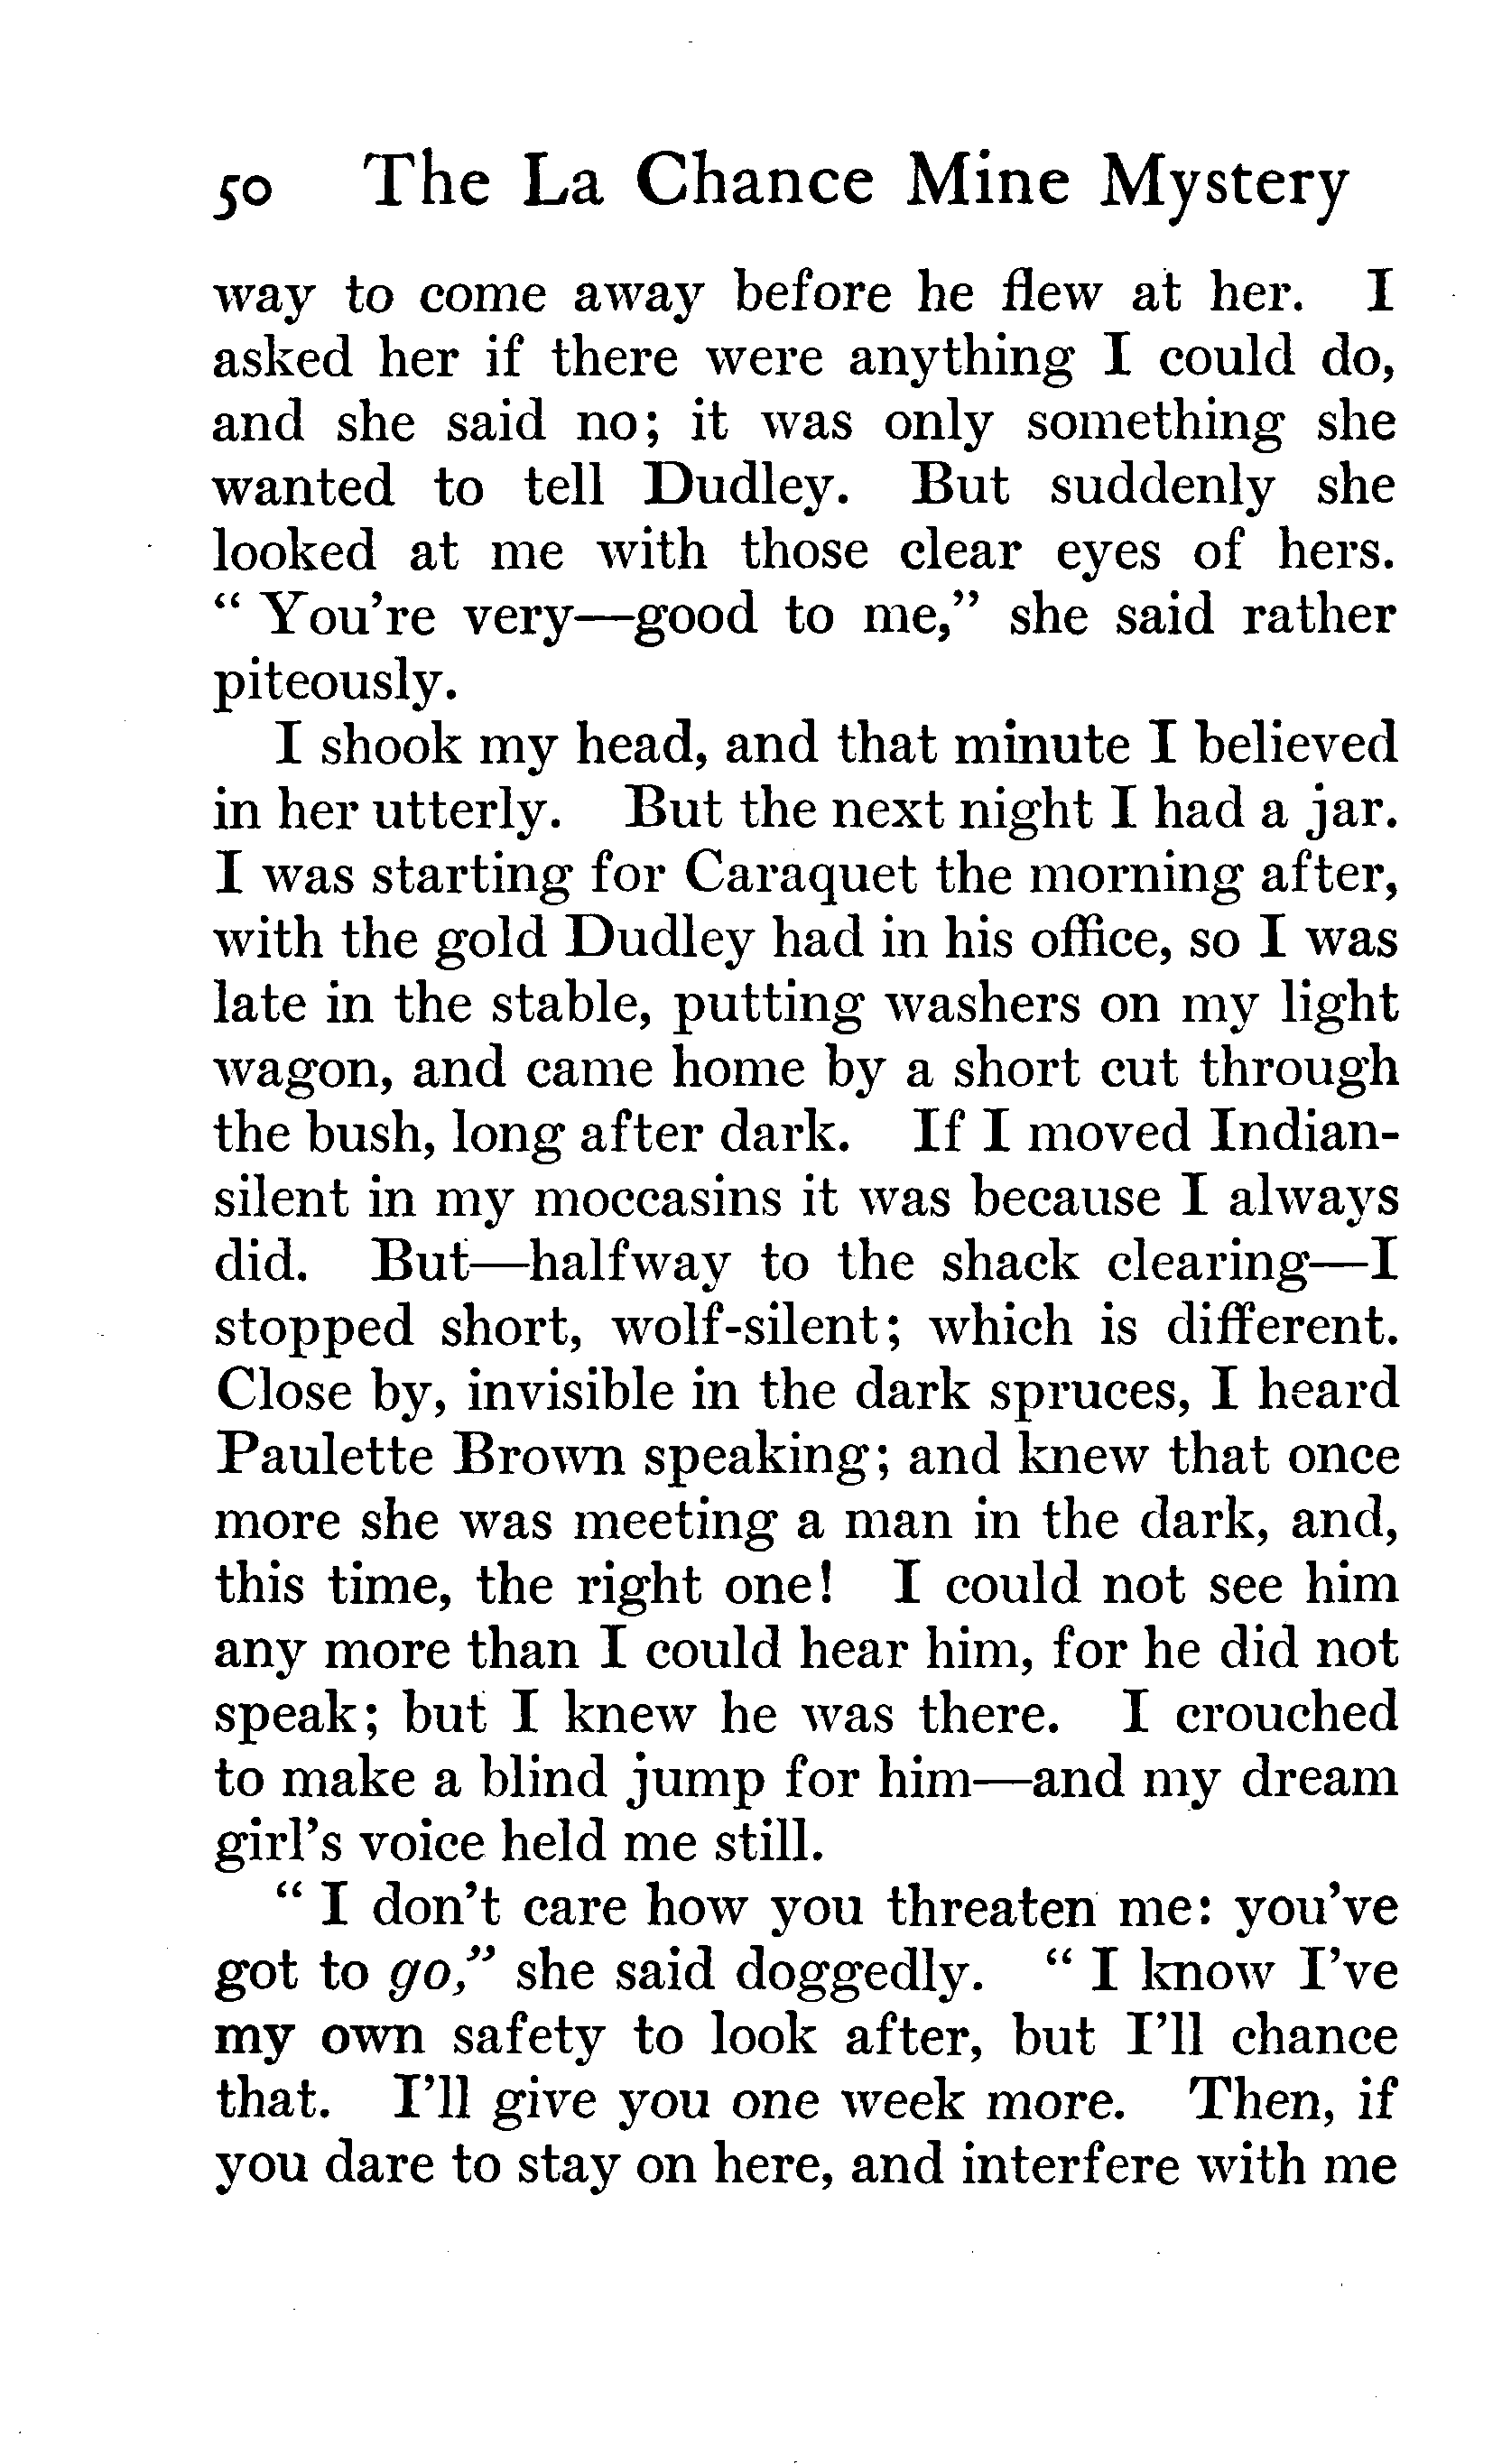 50 The La Chance Mine Mystery
way to come away before he flew at her. I
asked her if there were anything I could do,
and she said no; it was only something she
wanted to tell Dudley. But suddenly she
looked at me with those clear eyes of hers.
" You're very—good to me," she said rather
piteously.
I shook my head, and that minute I believed
in her utterly. But the next night I had a jar.
I was starting for Caraquet the morning after,
with the gold Dudley had in his office, so I was
late in the stable, putting washers on my light
wagon, and came home by a short cut through
the bush, long after dark. If I moved Indian-
silent in my moccasins it was because I always
did. But—halfway to the shack clearing—I
stopped short, wolf-silent; which is different.
Close by, invisible in the dark spruces, I heard
Paulette Brown speaking; and knew that once
more she was meeting a man in the dark, and,
this time, the right one! I could not see him
any more than I could hear him, for he did not
speak; but I knew he was there. I crouched
to make a blind jump for him—and my dream
girl's voice held me still.
" I don't care how you threaten me: you've
got to go," she said doggedly. " I know I've
my own safety to look after, but I'll chance
that. I'll give you one week more. Then, if
you dare to stay on here, and interfere with me